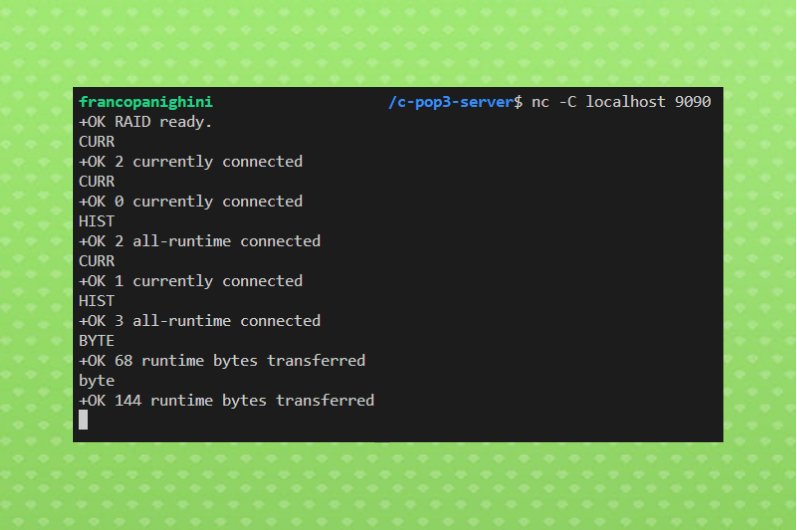 francopanighini /c-pop3-server$ nc -C localhost 9090
+OK RAID ready.
CURR
+OK 2 currently connected
CURR
+OK 0 currently connected
HIST
+OK 2 all-runtime connected
CURR
+OK 1 currently connected
HIST
+OK 3 all-runtime connected
BYTE
+OK 68 runtime bytes transferred
byte
+OK 144 runtime bytes transferred